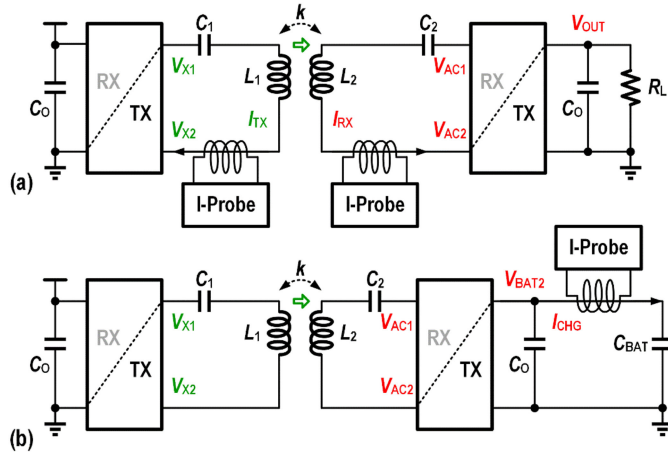 k
C1 C2 VOUT
VX1 L1 L2 VAC1
CO RX TX RX TX CO RL
VX2 ITX IRX VAC2
(a) I-Probe I-Probe
I-Probe
k
C1 C2 VBAT2
VX1 L1 L2 VAC1 ICHG
CO RX TX RX TX CO CBAT
VX2 VAC2
(b)